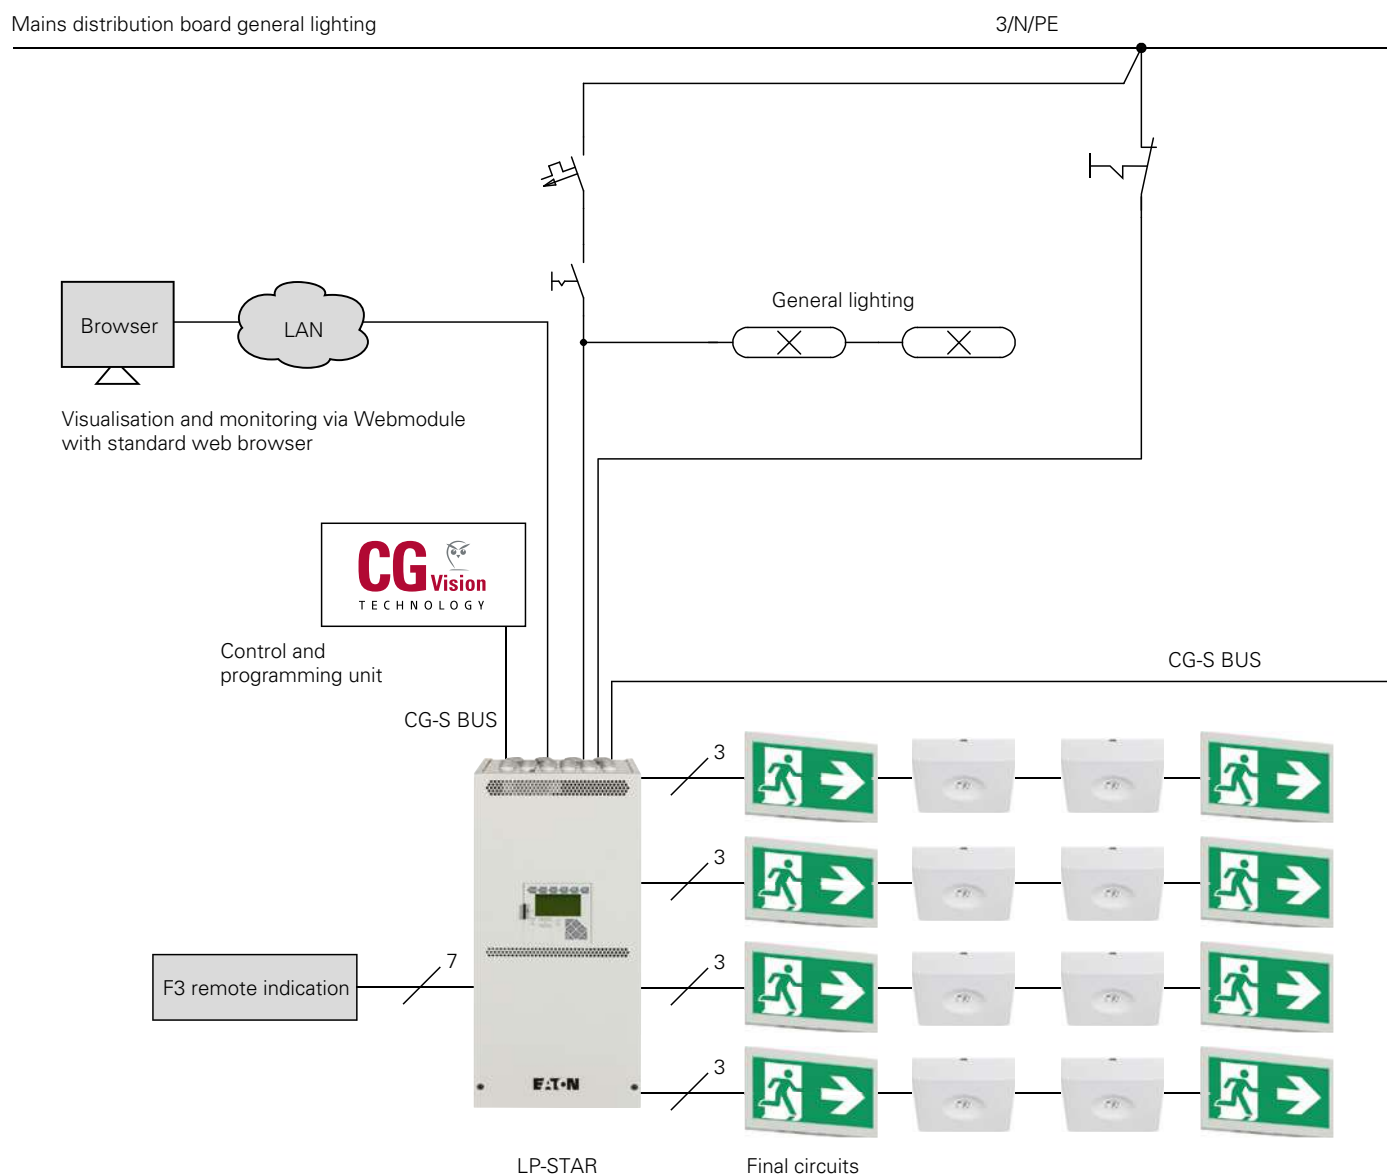 Mains distribution board general lighting
3/N/PE
General lighting
Browser
LAN
Visualisation and monitoring via Webmodule
with standard web browser
CG
Vision
TECHNOLOGY
Control and
programming unit
CG-S BUS
CG-S BUS
3
3
7
F3 remote indication
3
3
EATON
LP-STAR
Final circuits